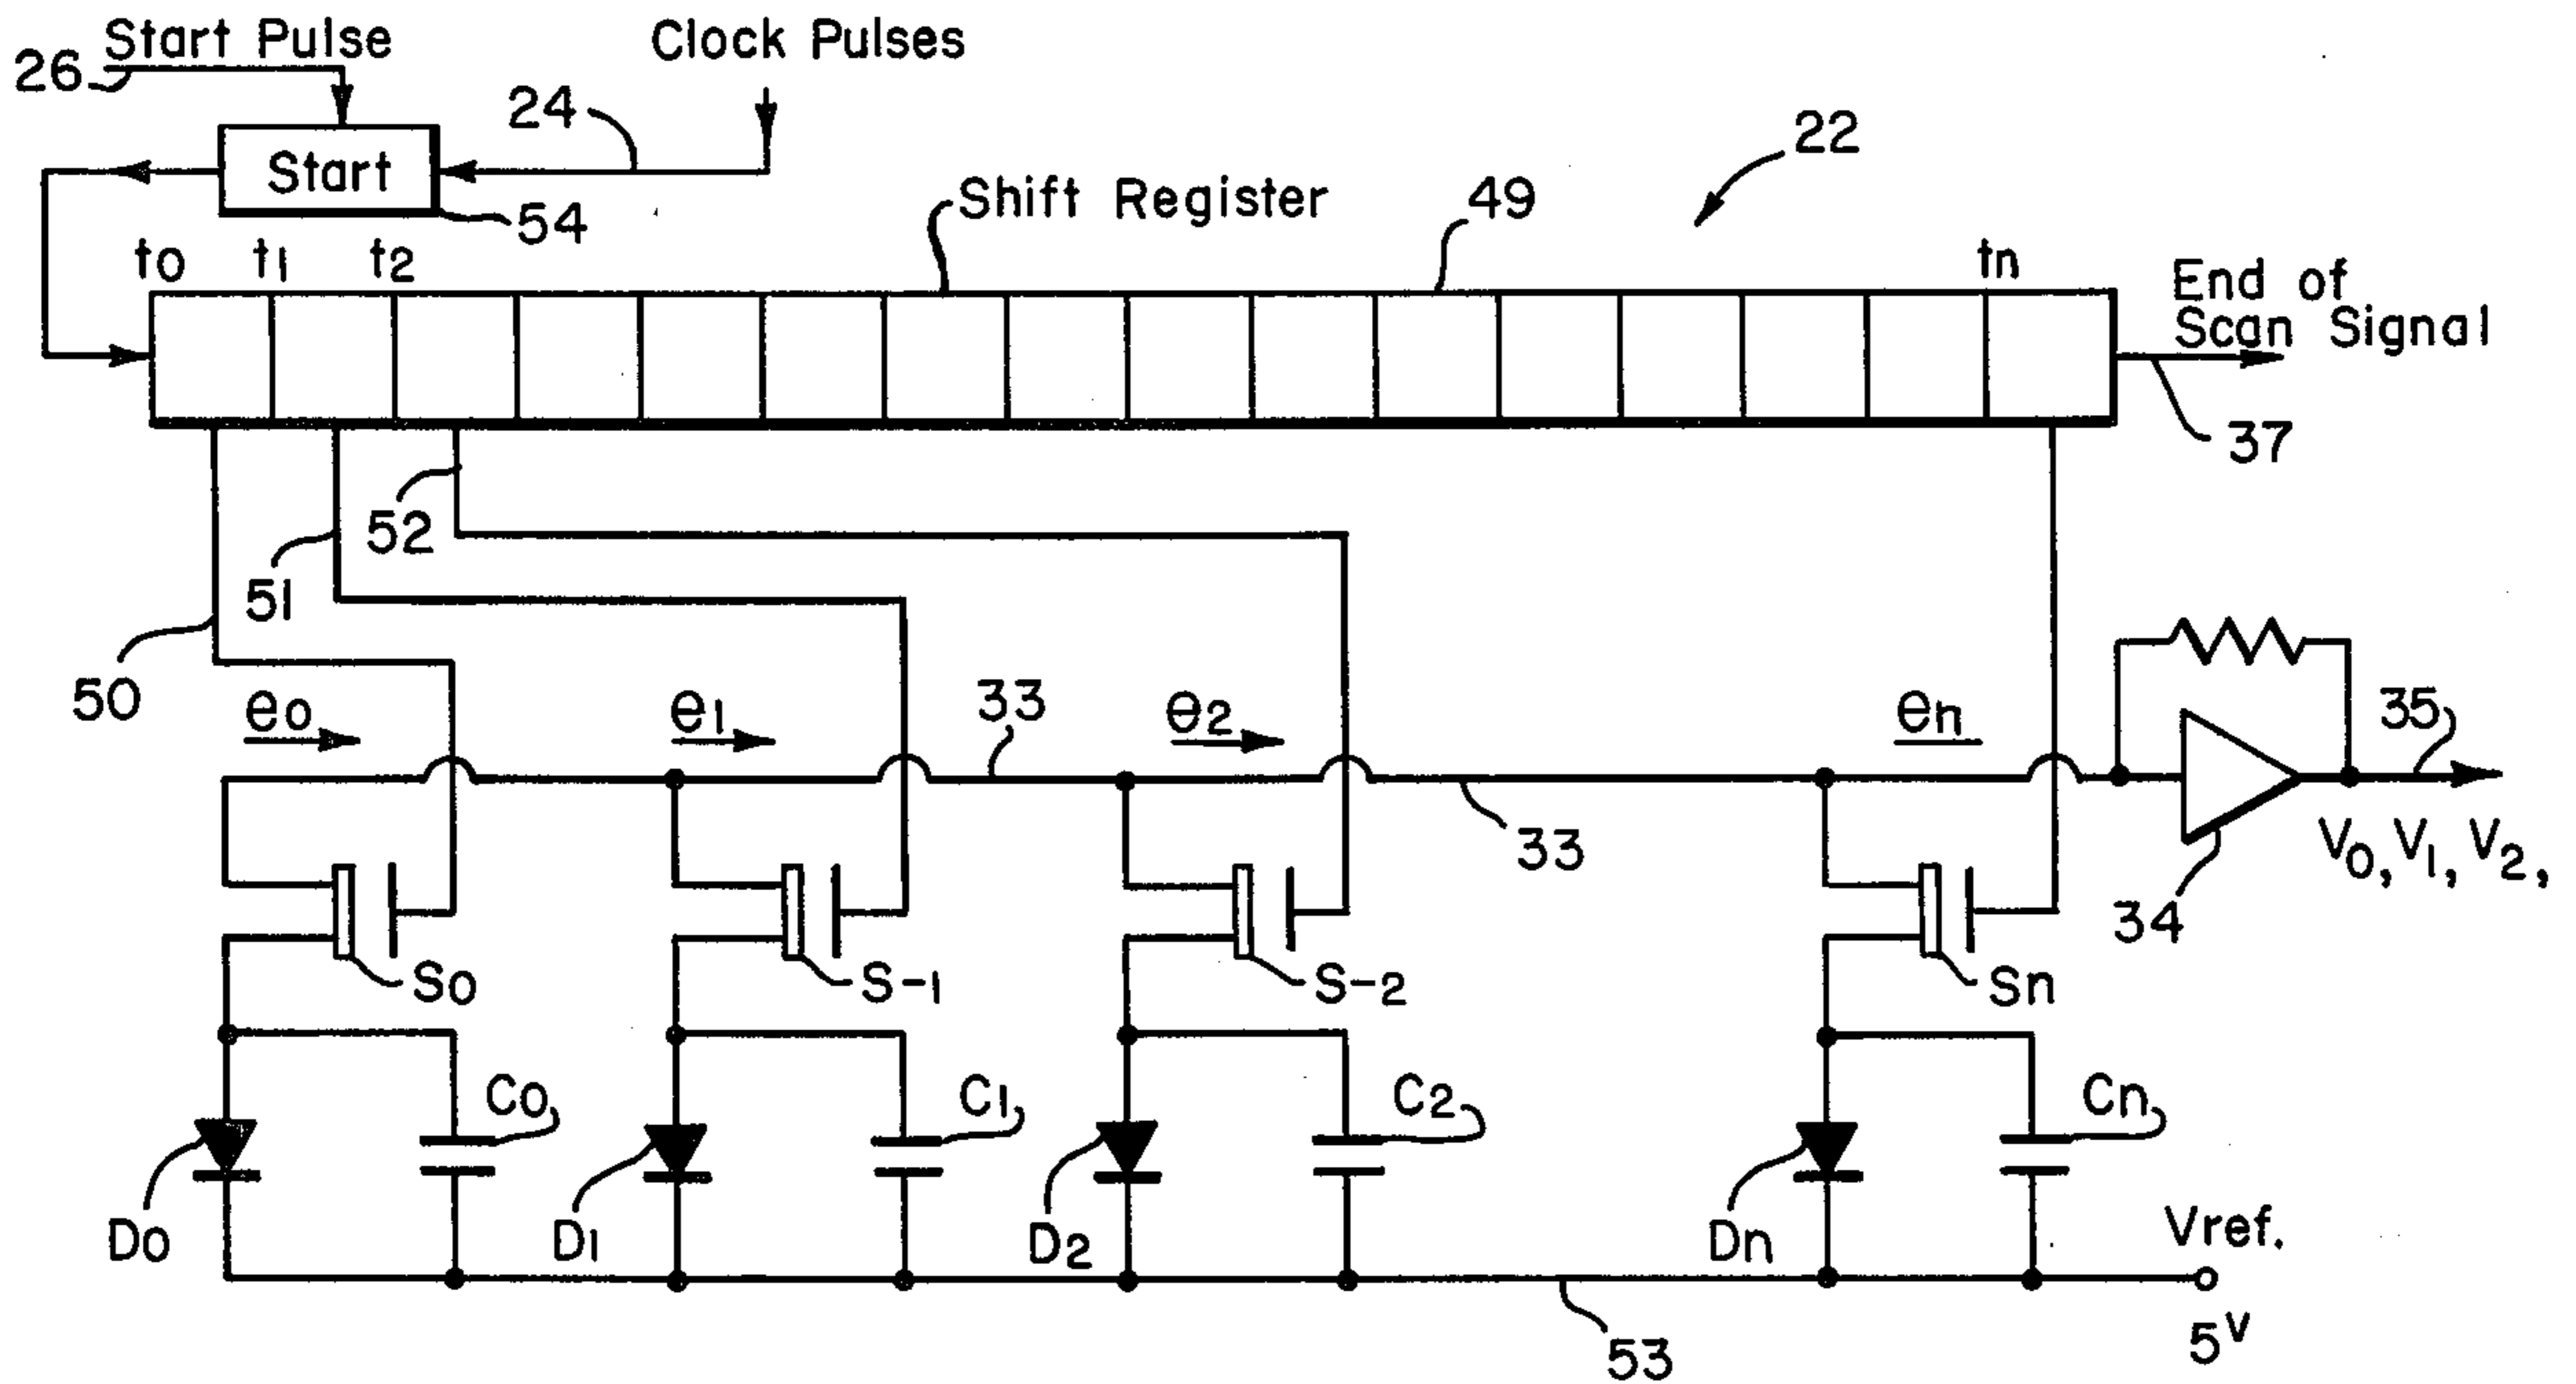 Start Pulse
Clock Pulses
26
24
22
Start
54
Shift Register
49
t0 t1 t2
tn
End of
Scan Signal
37
52
51
50
e0
e1
33
e2
en
35
33
V0, V1, V2,
34
S0
S-1
S-2
Sn
C0
C1
C2
Cn
D0
D1
D2
Dn
Vref.
5V
53